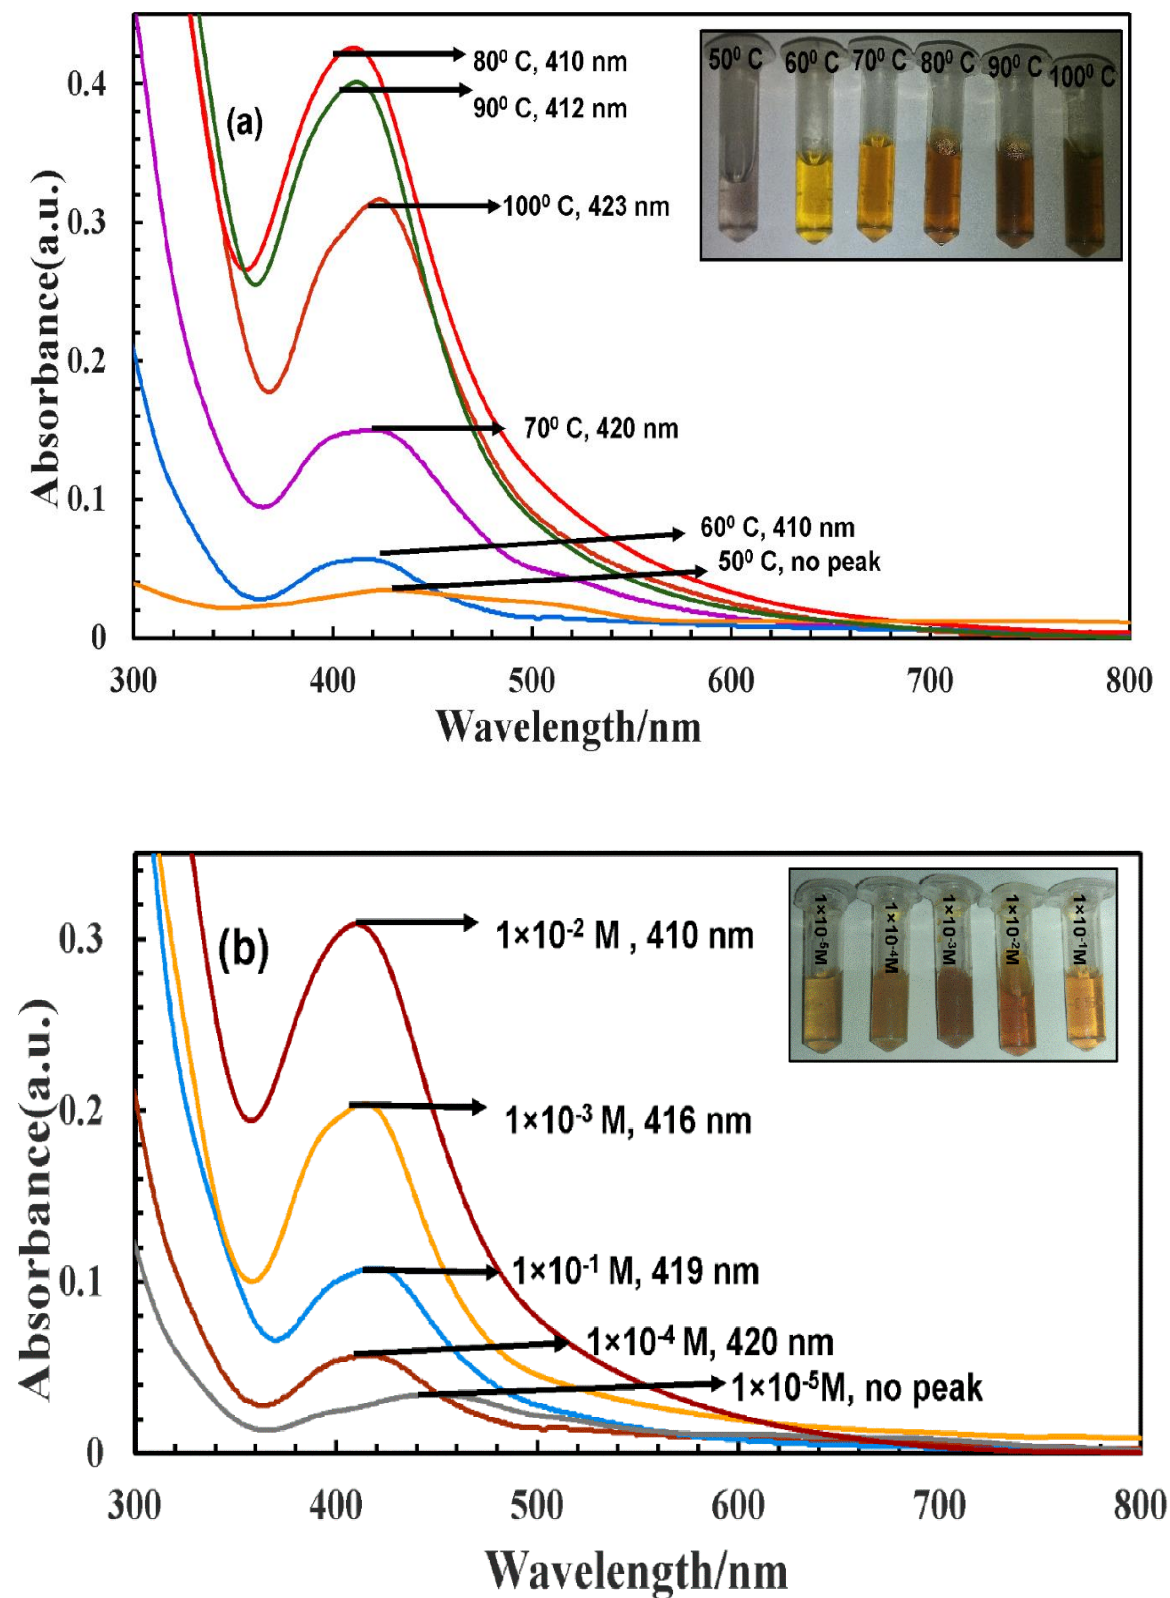 (a)
80⁰ C, 410 nm
90⁰ C, 412 nm
100⁰ C, 423 nm
70⁰ C, 420 nm
60⁰ C, 410 nm
50⁰ C, no peak
50⁰ C 60⁰ C 70⁰ C 80⁰ C 90⁰ C 100⁰ C
Absorbance(a.u.)
0.4
0.3
0.2
0.1
0
300 400 500 600 700 800
Wavelength/nm
(b)
1×10⁻² M , 410 nm
1×10⁻³ M, 416 nm
1×10⁻¹ M, 419 nm
1×10⁻⁴ M, 420 nm
1×10⁻⁵M, no peak
1×10⁻⁵M
1×10⁻⁴M
1×10⁻³M
1×10⁻²M
1×10⁻¹M
Absorbance(a.u.)
0.3
0.2
0.1
0
300 400 500 600 700 800
Wavelength/nm